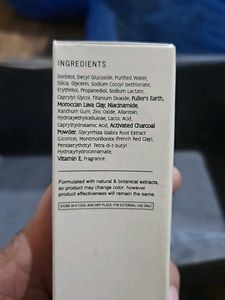 INGREDIENTS
Sorbitol, Decyl Glucoside, Purified Water,
Silica, Glycerin, Sodium Cocoyl Isethionate,
Erythritol, Propanediol, Sodium Lactate,
Caprylyl Glycol, Titanium Dioxide, Fuller's Earth,
Moroccan Lava Clay, Niacinamide,
Xanthan Gum, Zinc Oxide, Allantoin,
Hydroxyethylcellulose, Lactic Acid,
Caprylhydroxamic Acid, Activated Charcoal
Powder, Glycyrrhiza Glabra Root Extract
(Licorice), Montmorillonite (French Red Clay),
Pentaerythrityl Tetra-di-t-butyl
Hydroxyhydrocinnamate,
Vitamin E, Fragrance.
Formulated with natural & botanical extracts,
so product may change color, however
product effectiveness will remain the same.
STORE IN A COOL AND DRY PLACE. FOR EXTERNAL USE ONLY